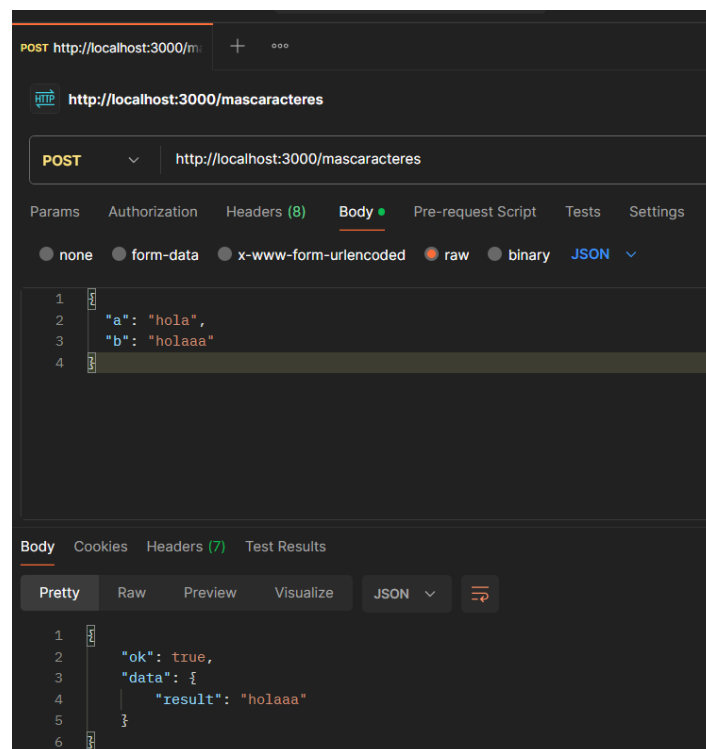 POST http://localhost:3000/ma
HTTP http://localhost:3000/mascaracteres
POST http://localhost:3000/mascaracteres
Params Authorization Headers (8) Body Pre-request Script Tests Settings
none form-data x-www-form-urlencoded raw binary JSON
1 {
2 "a": "hola",
3 "b": "holaaa"
4 }
Body Cookies Headers (7) Test Results
Pretty Raw Preview Visualize JSON
1 {
2 "ok": true,
3 "data": {
4 "result": "holaaa"
5 }
6 }